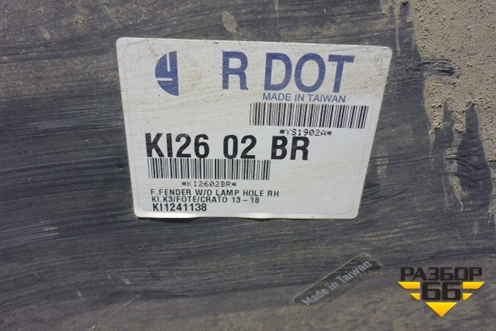 R DOT
MADE IN TAIWAN
*YS1902A*
KI26 02 BR
*KI2602BR*
F.FENDER W/O LAMP HOLE RH
KI.K3/FOTE/CRATO 13-18
KI1241138
Made in Taiwan
РАЗБОР
66